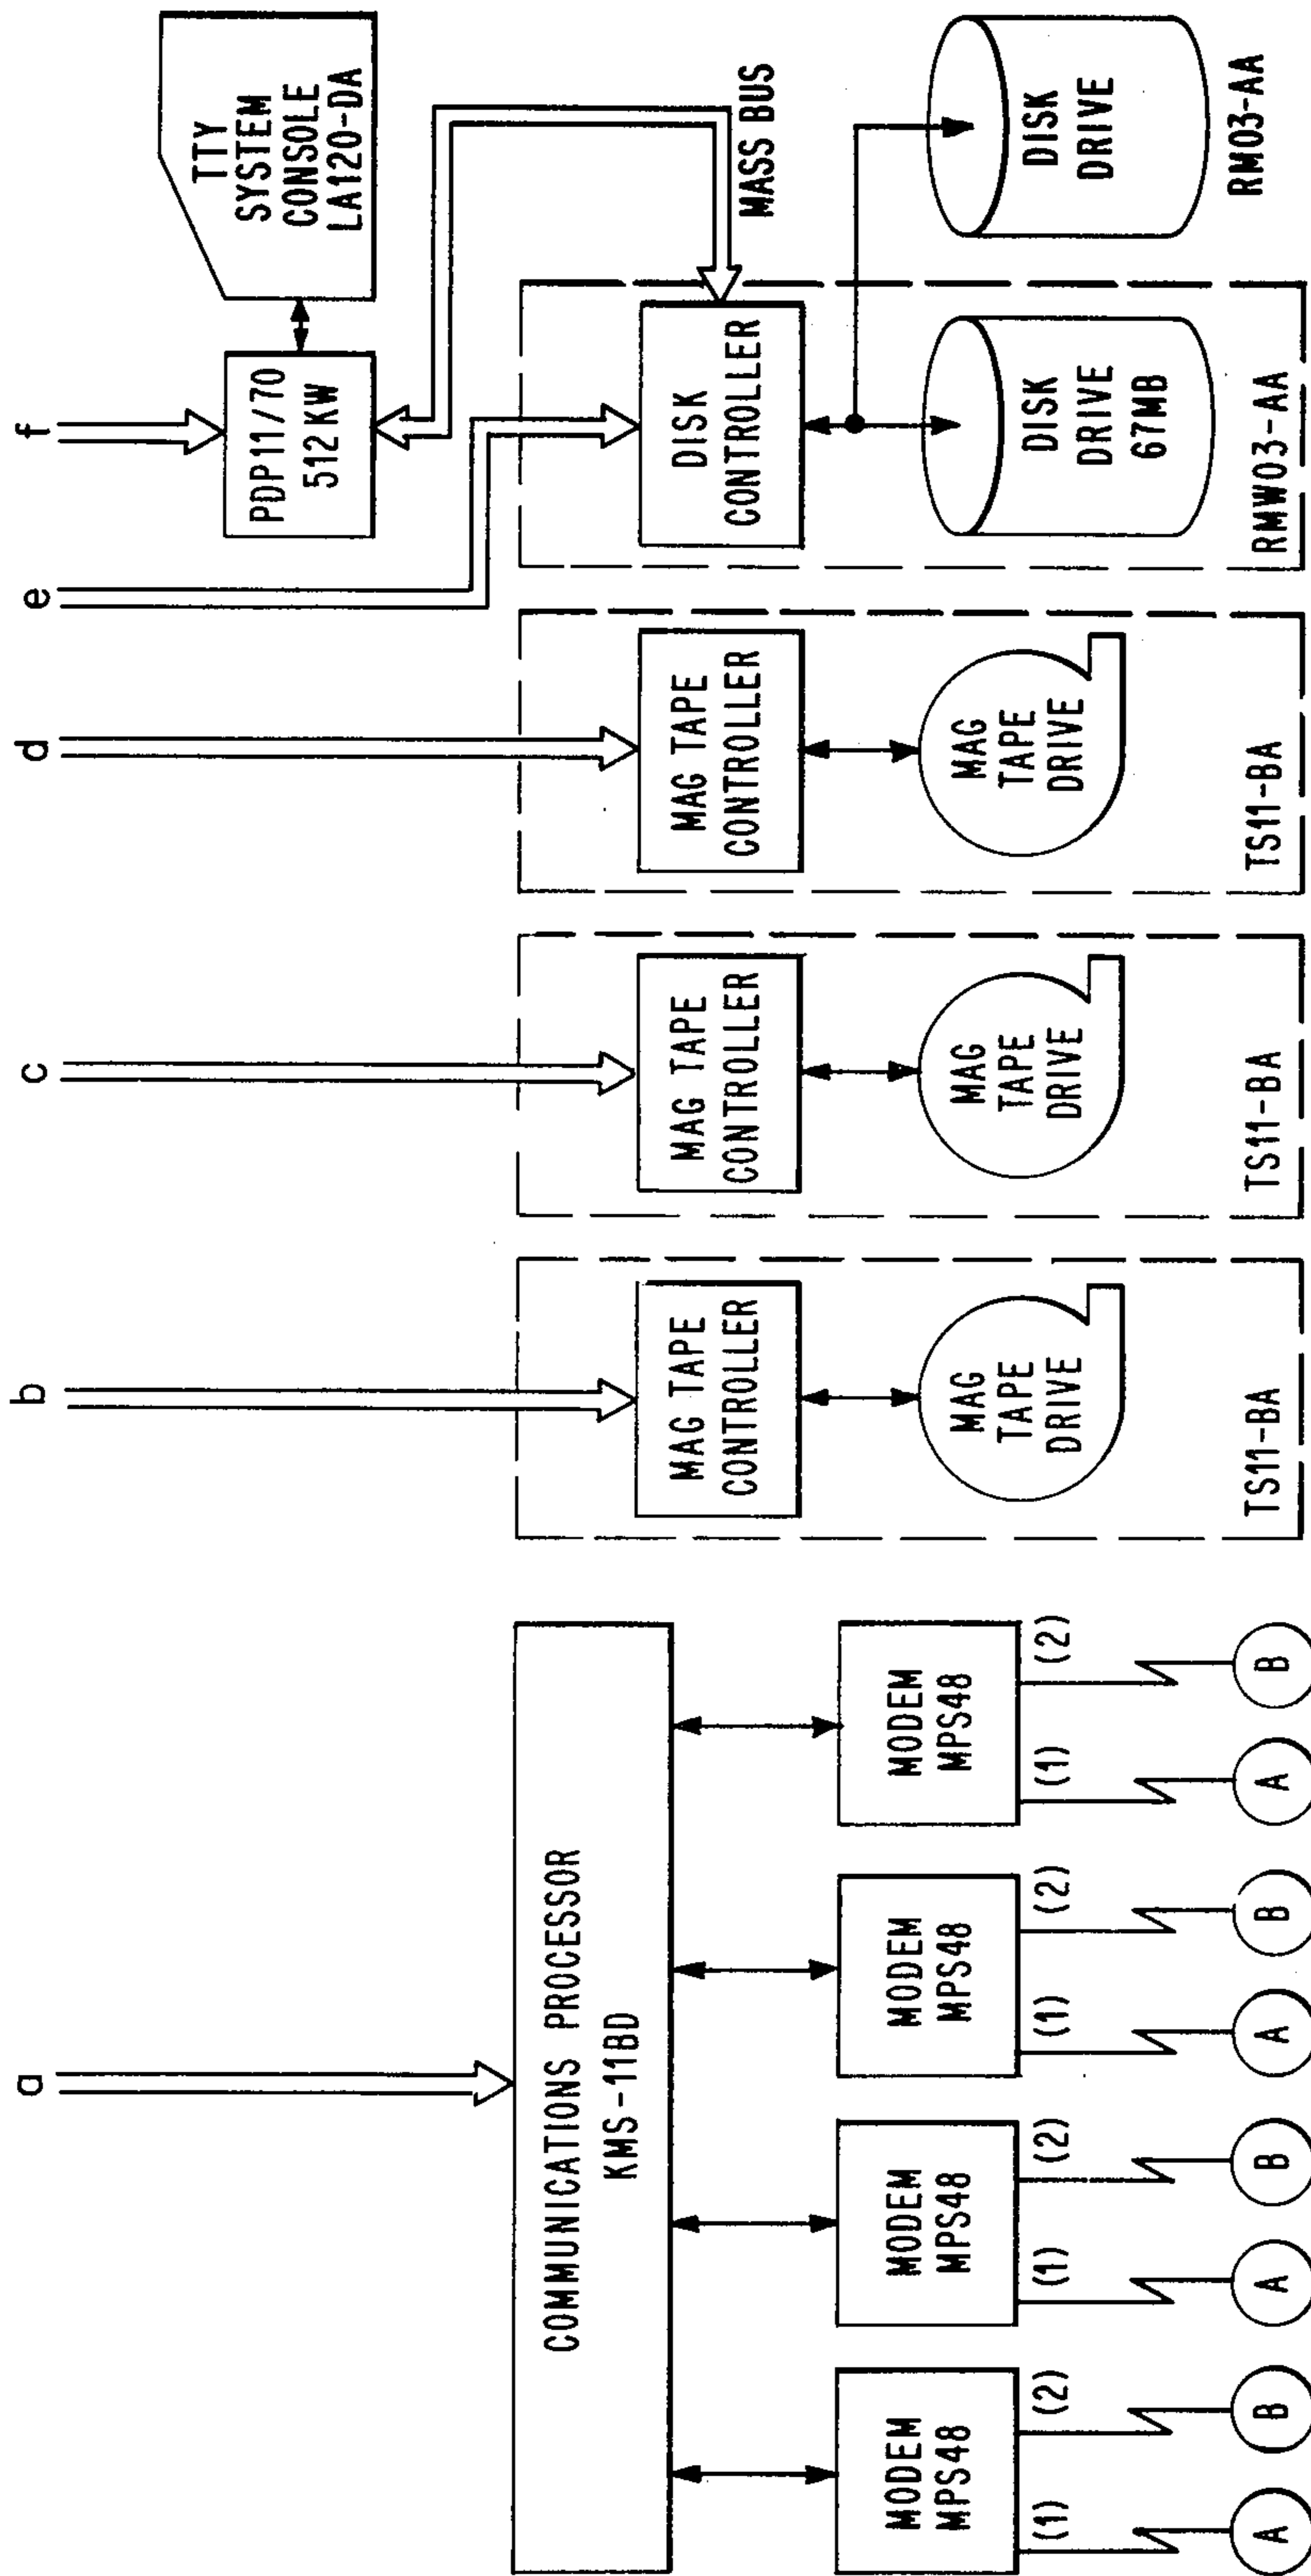 a
b
c
d
e
f
PDP11/70
512 KW
TTY
SYSTEM
CONSOLE
LA120-DA
MASS BUS
COMMUNICATIONS PROCESSOR
KMS-11BD
MAG TAPE
CONTROLLER
MAG TAPE
CONTROLLER
MAG TAPE
CONTROLLER
DISK
CONTROLLER
MODEM
MPS48
MODEM
MPS48
MODEM
MPS48
MODEM
MPS48
MAG
TAPE
DRIVE
MAG
TAPE
DRIVE
MAG
TAPE
DRIVE
DISK
DRIVE
67MB
DISK
DRIVE
(1)
(2)
(1)
(2)
(1)
(2)
(1)
(2)
A
B
A
B
A
B
A
B
TS11-BA
TS11-BA
TS11-BA
RMW03-AA
RM03-AA